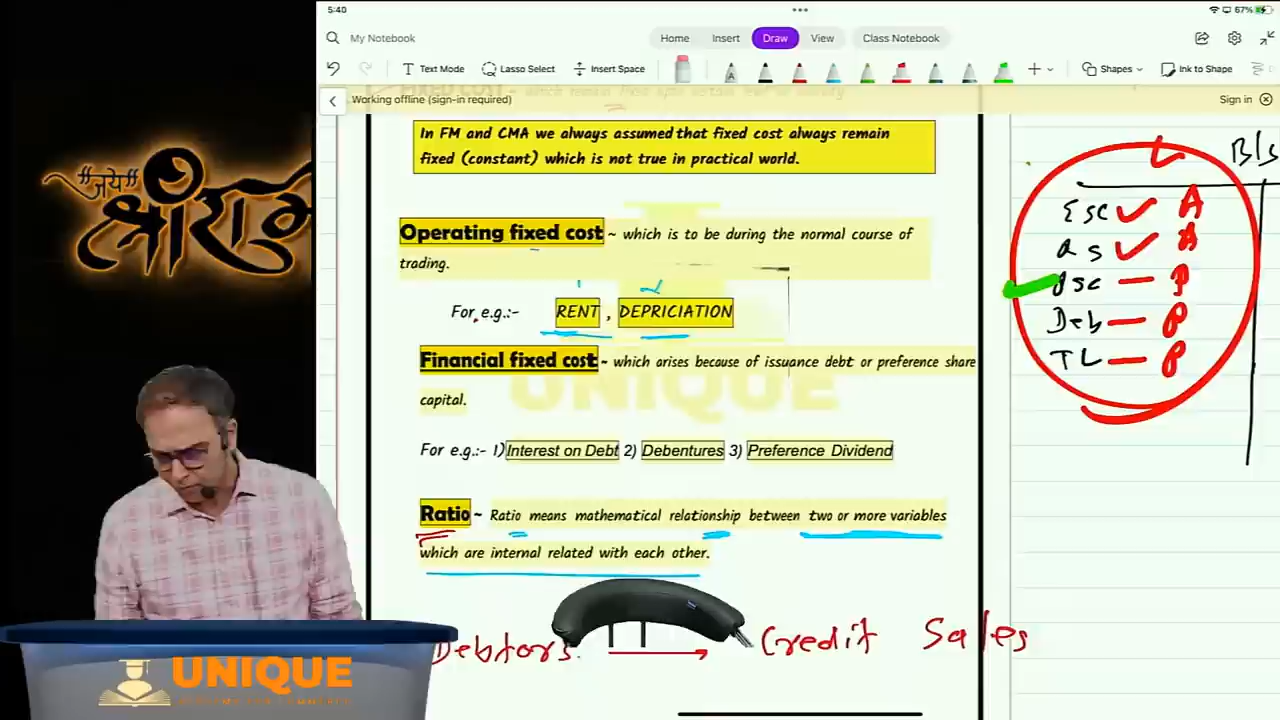 5:40
67%
My Notebook
Home Insert Draw View Class Notebook
Text Mode Lasso Select Insert Space Shapes Ink to Shape
Working offline (sign-in required) Sign in
FIXED COST -
In FM and CMA we always assumed that fixed cost always remain
fixed (constant) which is not true in practical world.
Operating fixed cost ~ which is to be during the normal course of
trading.
For e.g.:- RENT , DEPRICIATION
Financial fixed cost ~ which arises because of issuance debt or preference share
capital.
For e.g.:- 1) Interest on Debt 2) Debentures 3) Preference Dividend
Ratio ~ Ratio means mathematical relationship between two or more variables
which are internal related with each other.
Debtors. Credit Sales
L B/s
Esc A
RS A
Psc P
Deb P
TL P
UNIQUE
"जय"
श्रीराम
UNIQUE